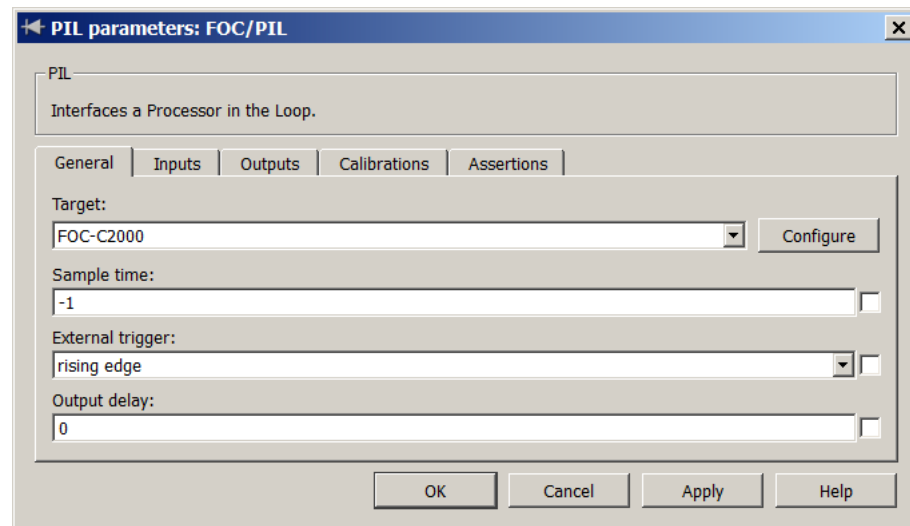 PIL parameters: FOC/PIL
PIL
Interfaces a Processor in the Loop.
General Inputs Outputs Calibrations Assertions
Target:
FOC-C2000 Configure
Sample time:
-1
External trigger:
rising edge
Output delay:
0
OK Cancel Apply Help